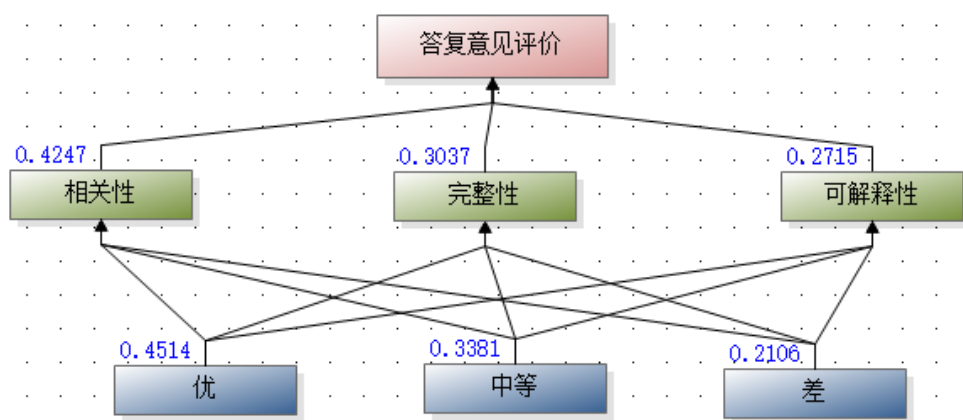 答复意见评价
0.4247
0.3037
0.2715
相关性
完整性
可解释性
0.4514
0.3381
0.2106
优
中等
差